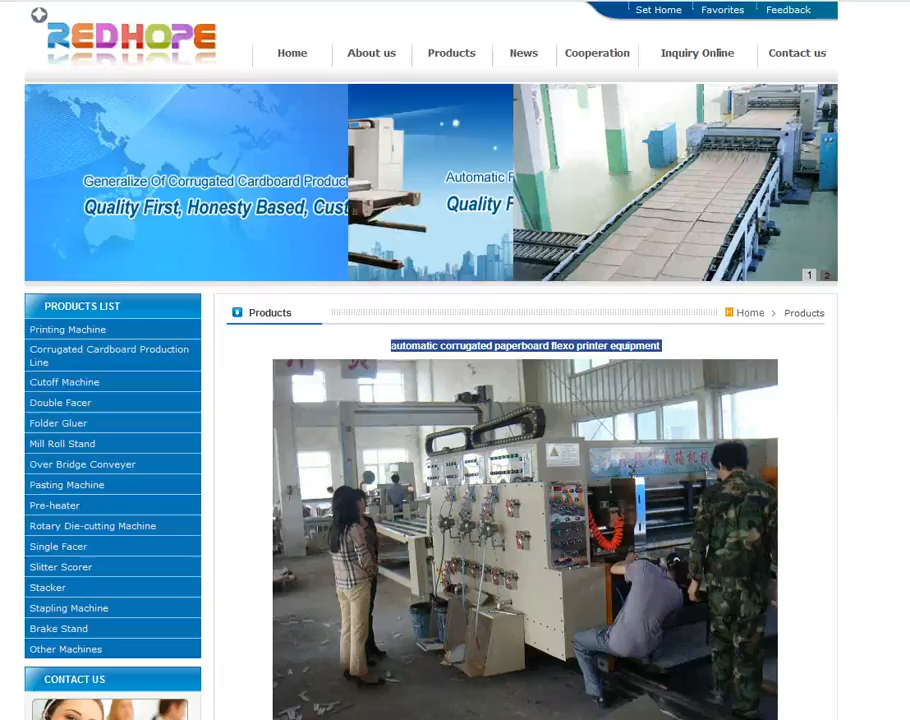 Set Home
Favorites
Feedback
REDHOPE
Home
About us
Products
News
Cooperation
Inquiry Online
Contact us
Generalize Of Corrugated Cardboard Product
Quality First, Honesty Based, Cust
Automatic F
Quality F
1
2
PRODUCTS LIST
Printing Machine
Corrugated Cardboard Production
Line
Cutoff Machine
Double Facer
Folder Gluer
Mill Roll Stand
Over Bridge Conveyer
Pasting Machine
Pre-heater
Rotary Die-cutting Machine
Single Facer
Slitter Scorer
Stacker
Stapling Machine
Brake Stand
Other Machines
CONTACT US
Products
Home > Products
automatic corrugated paperboard flexo printer equipment